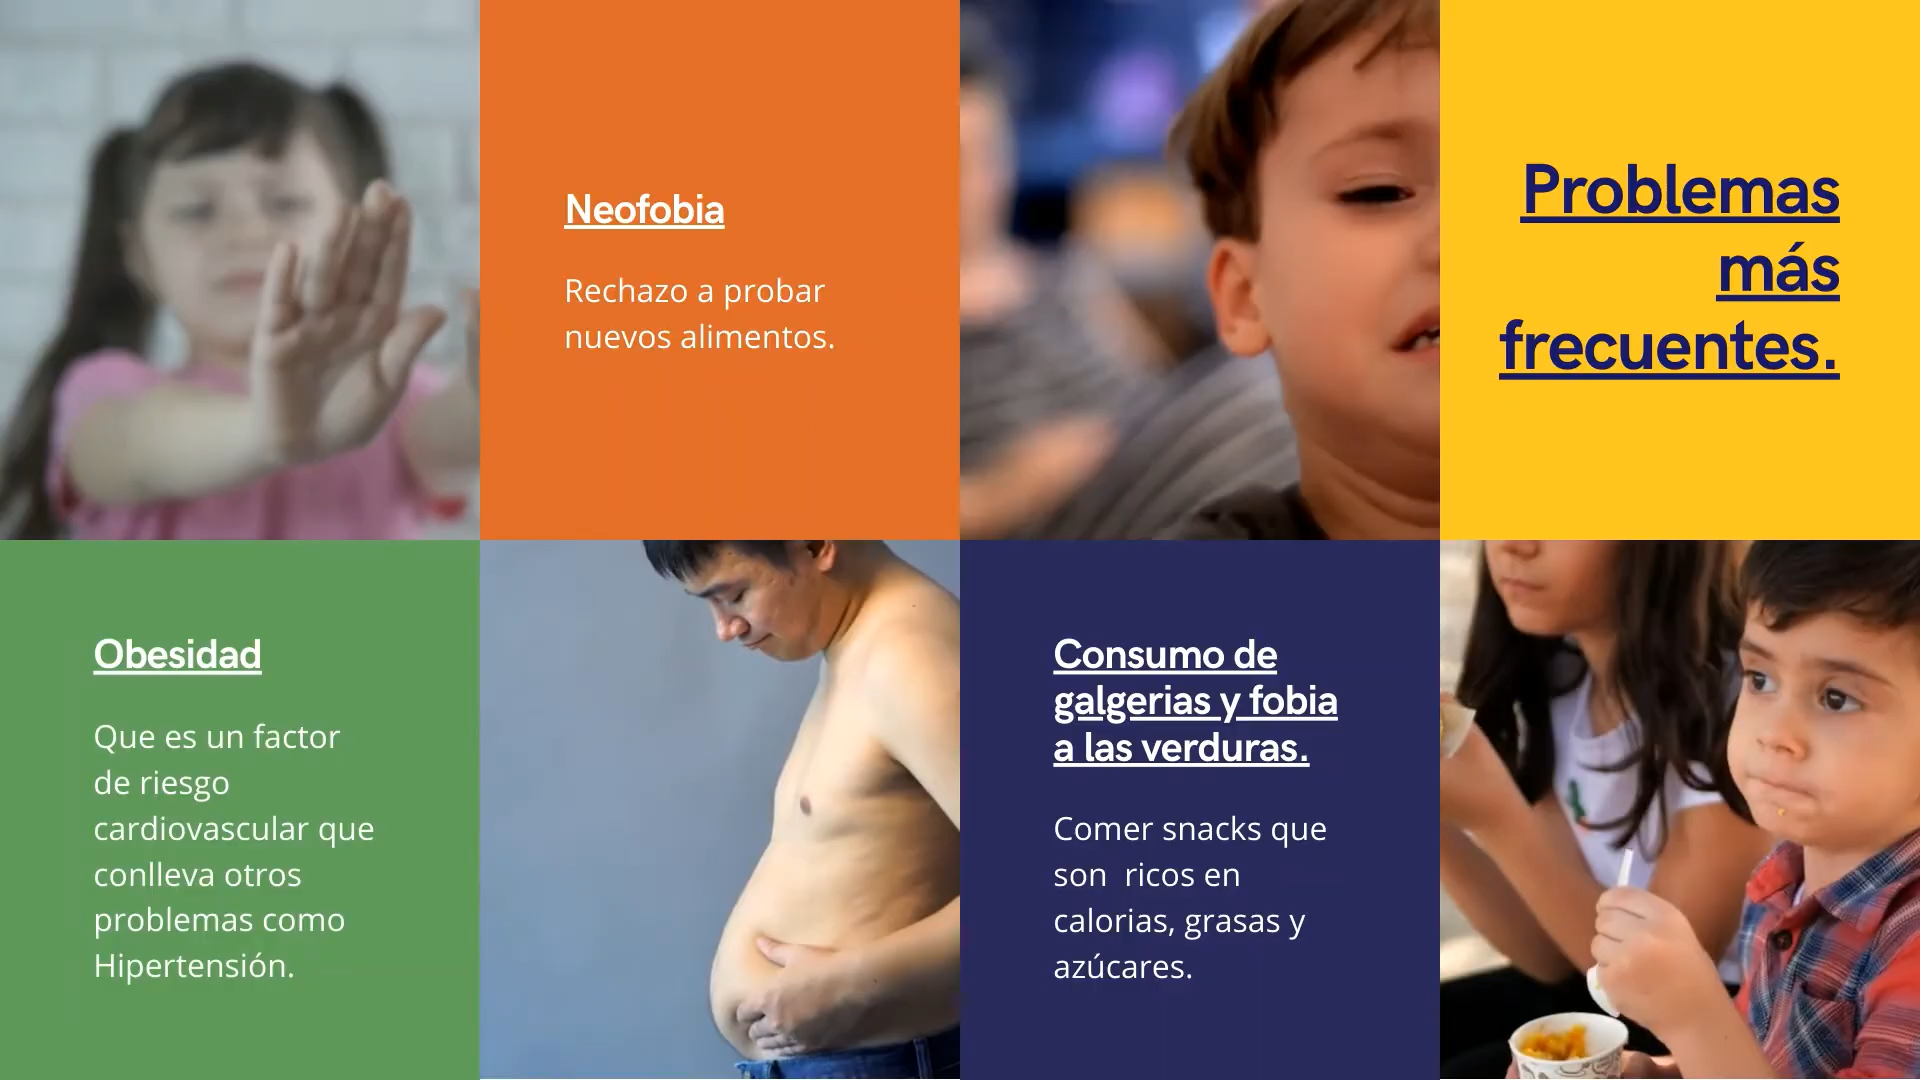 Neofobia
Rechazo a probar
nuevos alimentos.
Problemas
más
frecuentes.
Obesidad
Que es un factor
de riesgo
cardiovascular que
conlleva otros
problemas como
Hipertensión.
Consumo de
galgerias y fobia
a las verduras.
Comer snacks que
son  ricos en
calorias, grasas y
azúcares.